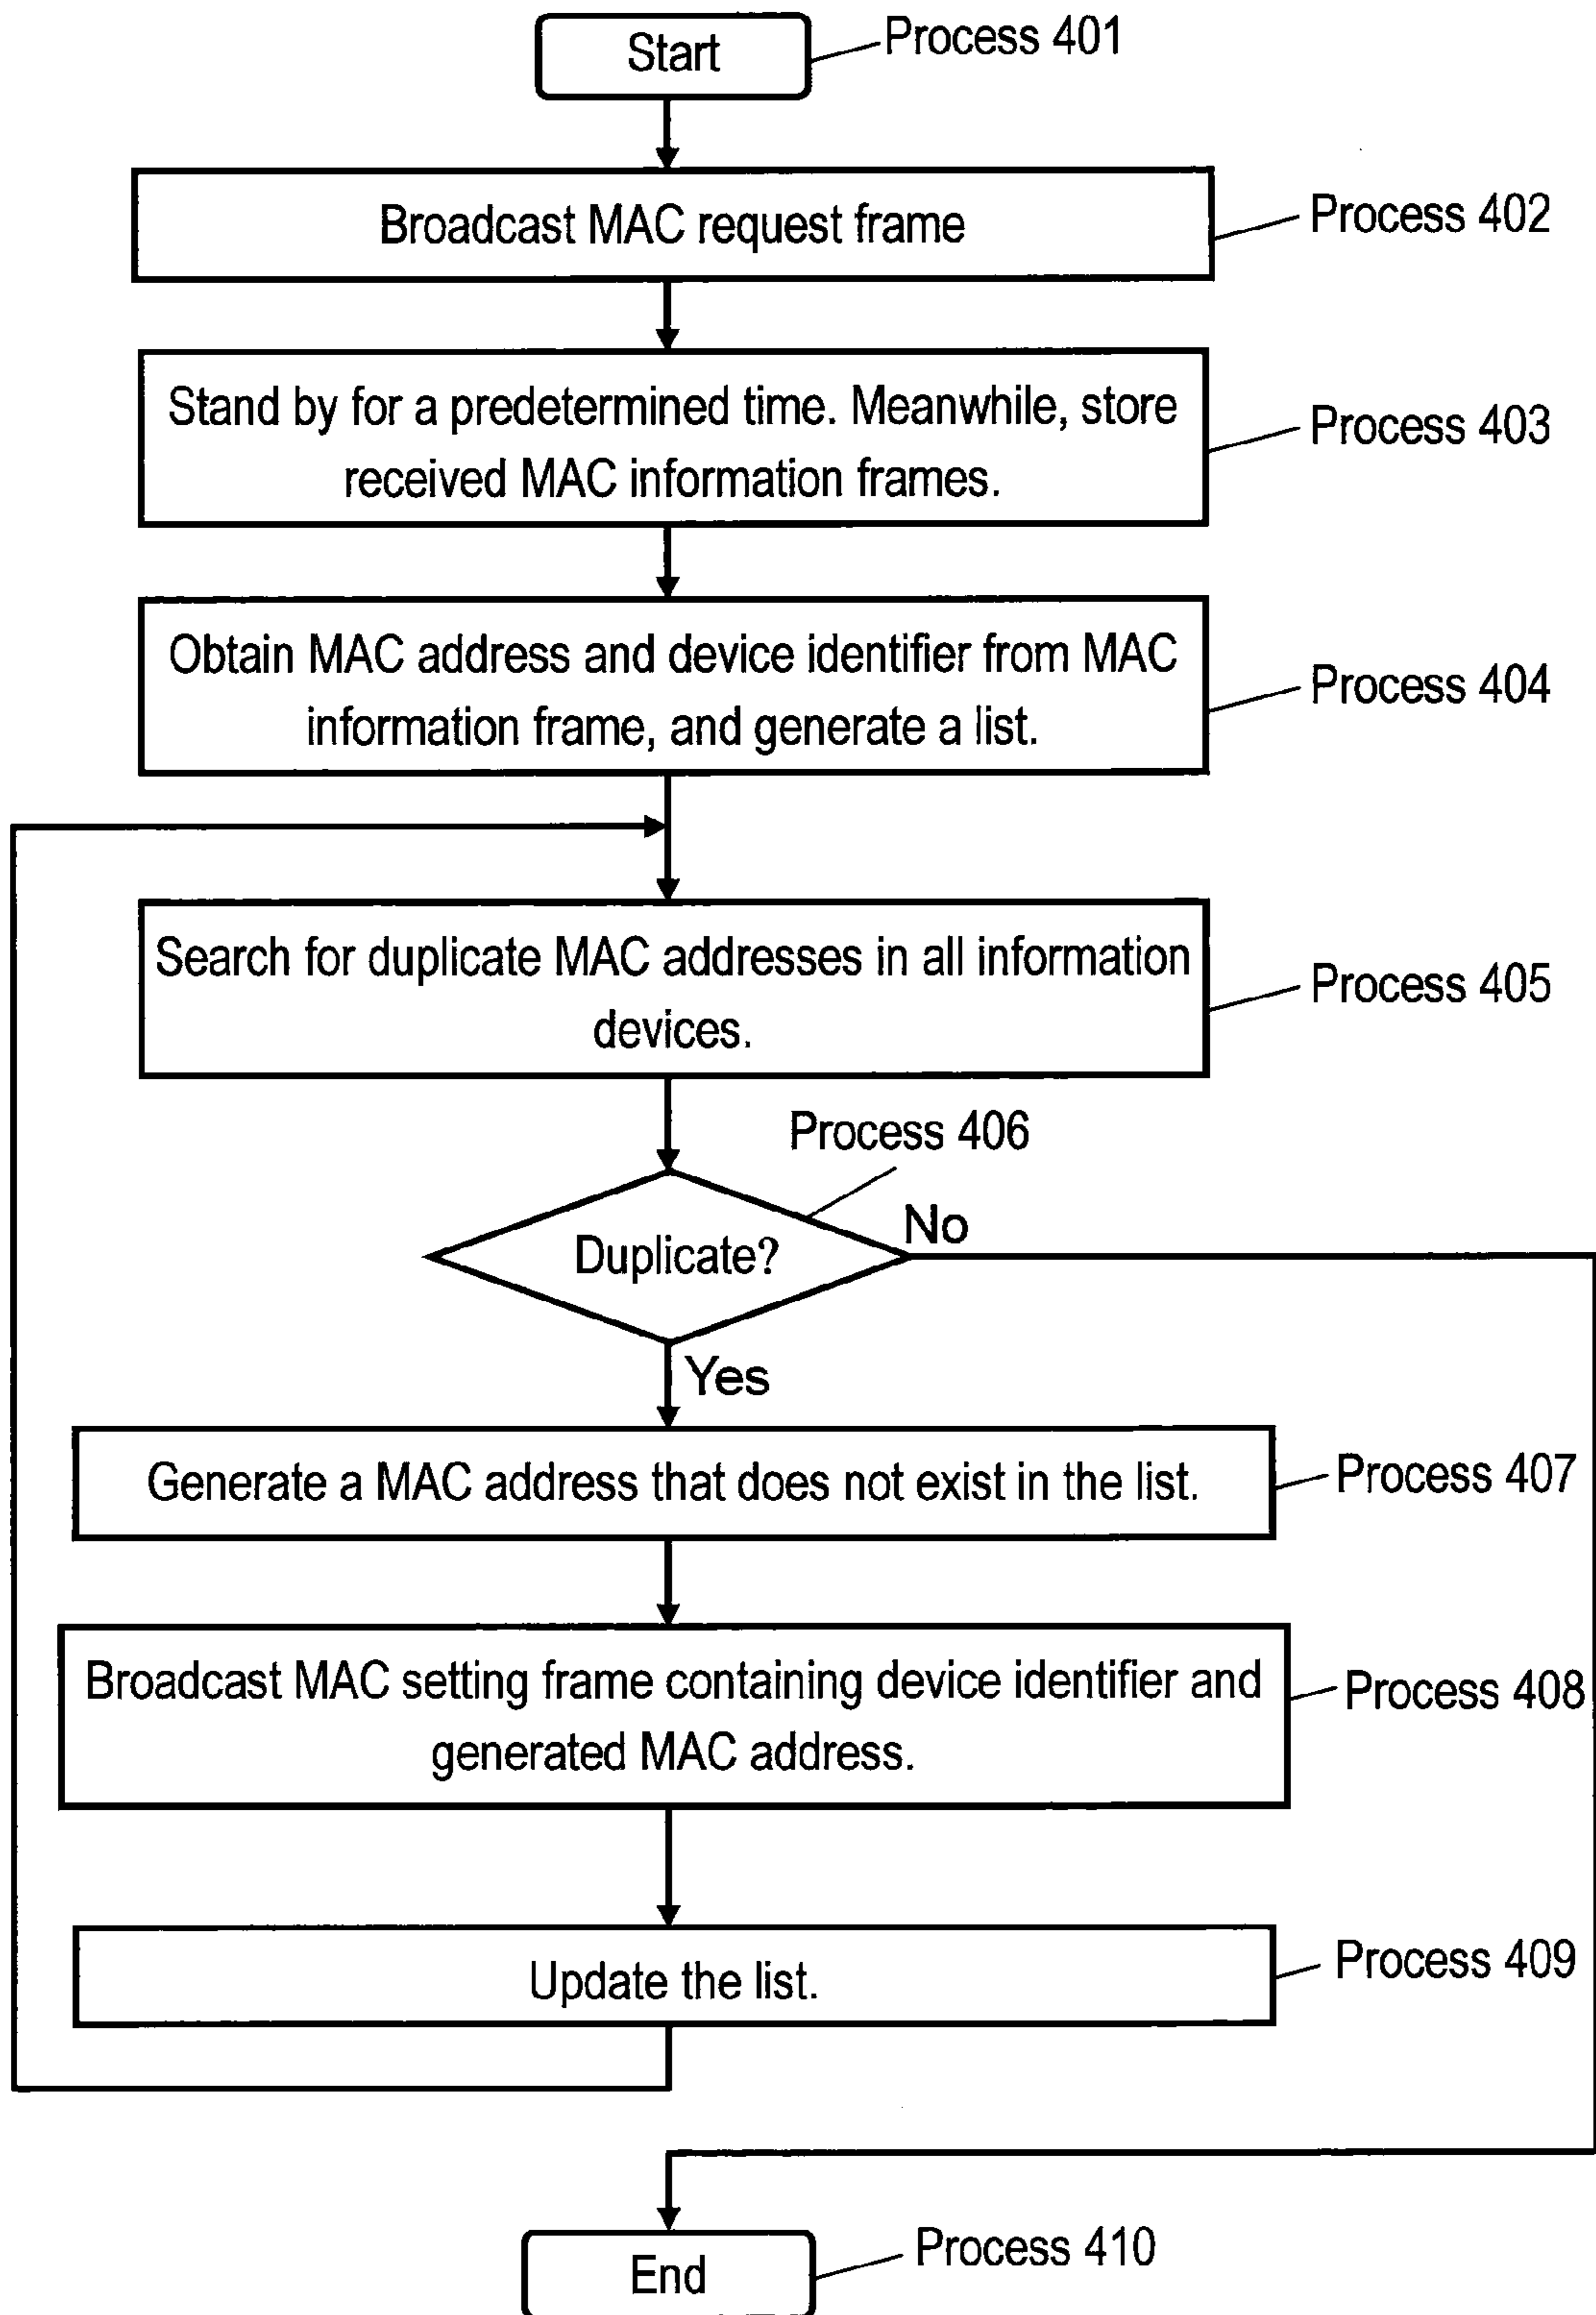 Start
Process 401
Broadcast MAC request frame
Process 402
Stand by for a predetermined time. Meanwhile, store
received MAC information frames.
Process 403
Obtain MAC address and device identifier from MAC
information frame, and generate a list.
Process 404
Search for duplicate MAC addresses in all information
devices.
Process 405
Process 406
Duplicate?
No
Yes
Generate a MAC address that does not exist in the list.
Process 407
Broadcast MAC setting frame containing device identifier and
generated MAC address.
Process 408
Update the list.
Process 409
End
Process 410